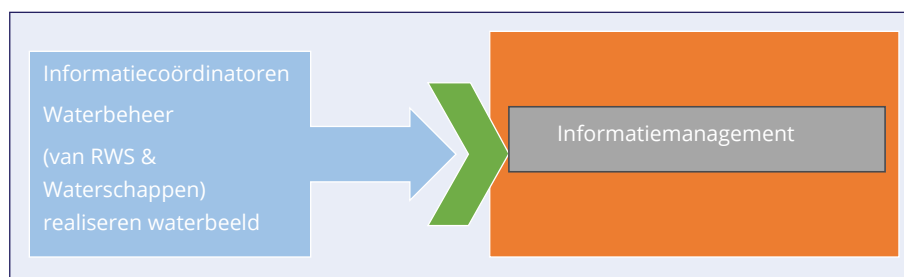 Informatiecoördinatoren
Waterbeheer
(van RWS &
Waterschappen)
realiseren waterbeeld
Informatiemanagement